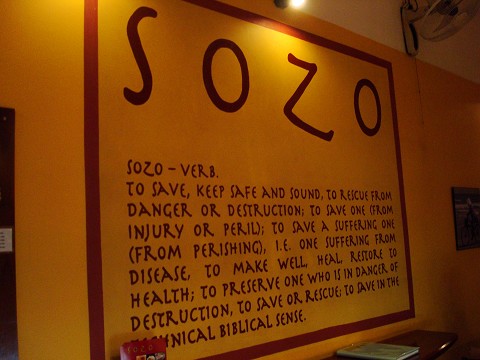 SOZO
SOZO – VERB.
TO SAVE, KEEP SAFE AND SOUND, TO RESCUE FROM
DANGER OR DESTRUCTION; TO SAVE ONE (FROM
INJURY OR PERIL); TO SAVE A SUFFERING ONE
(FROM PERISHING), I.E. ONE SUFFERING FROM
DISEASE, TO MAKE WELL, HEAL, RESTORE TO
HEALTH; TO PRESERVE ONE WHO IS IN DANGER OF
DESTRUCTION, TO SAVE OR RESCUE; TO SAVE IN THE
TECHNICAL BIBLICAL SENSE.